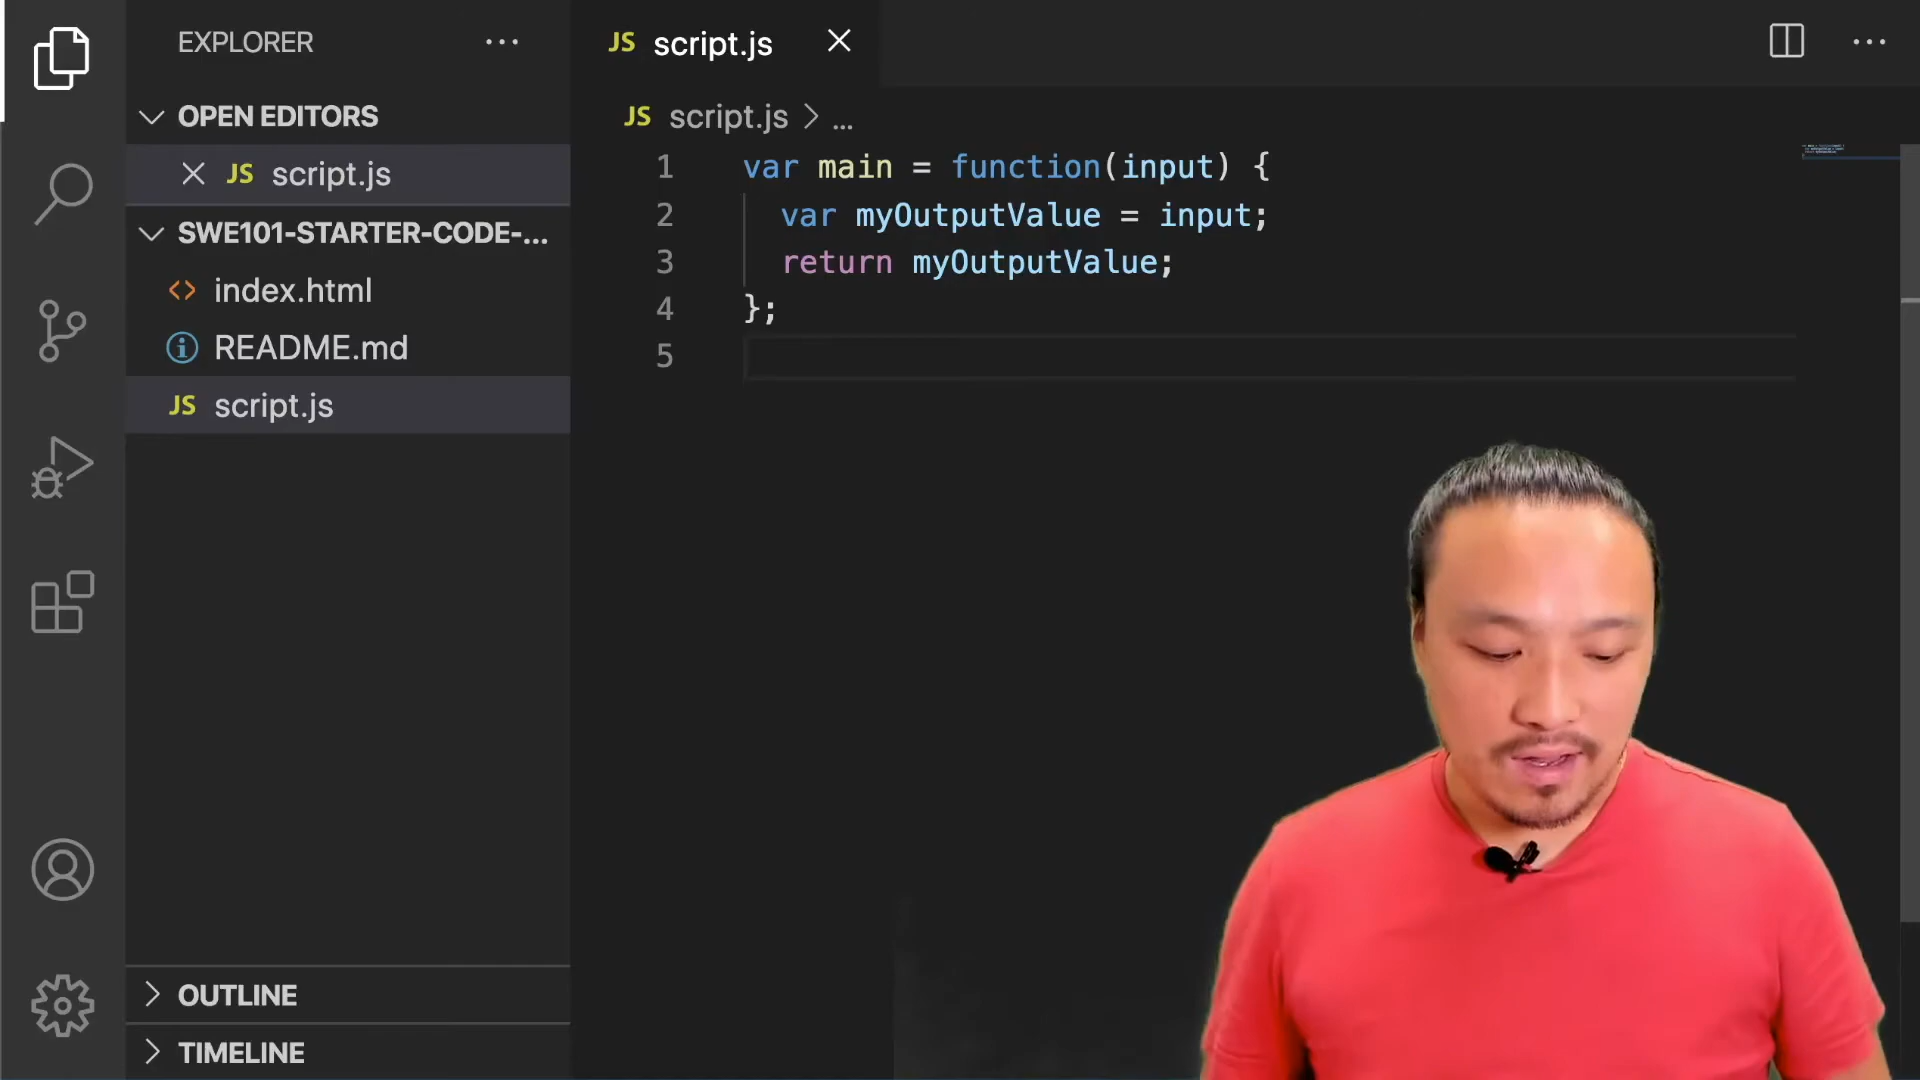 EXPLORER
OPEN EDITORS
JS script.js
SWE101-STARTER-CODE-...
<> index.html
README.md
JS script.js
OUTLINE
TIMELINE
JS script.js
JS script.js > ...
1 var main = function(input) {
2 var myOutputValue = input;
3 return myOutputValue;
4 };
5